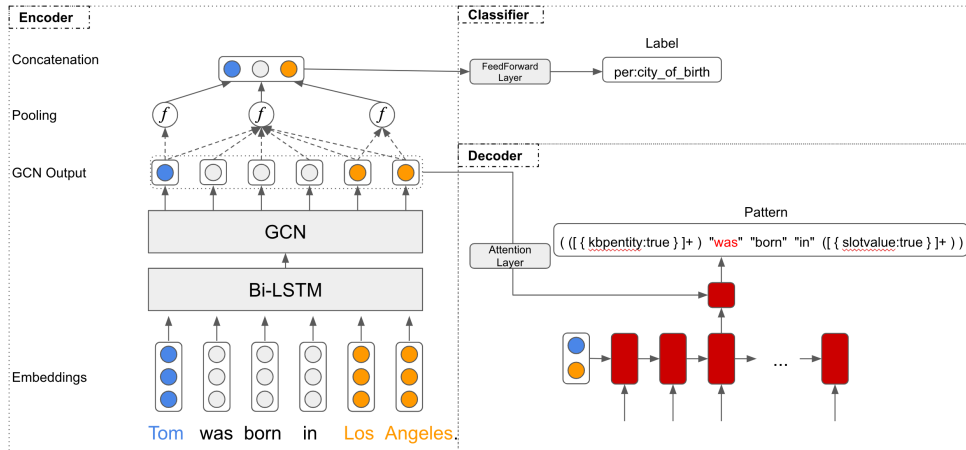 Encoder
Concatenation
Pooling
f f f
GCN Output
GCN
Bi-LSTM
Embeddings
Tom was born in Los Angeles.
Classifier
FeedForward
Layer
Label
per:city_of_birth
Decoder
Attention
Layer
Pattern
( ([ { kbpentity:true } ]+ ) "was" "born" "in" ([ { slotvalue:true } ]+ ) )
...